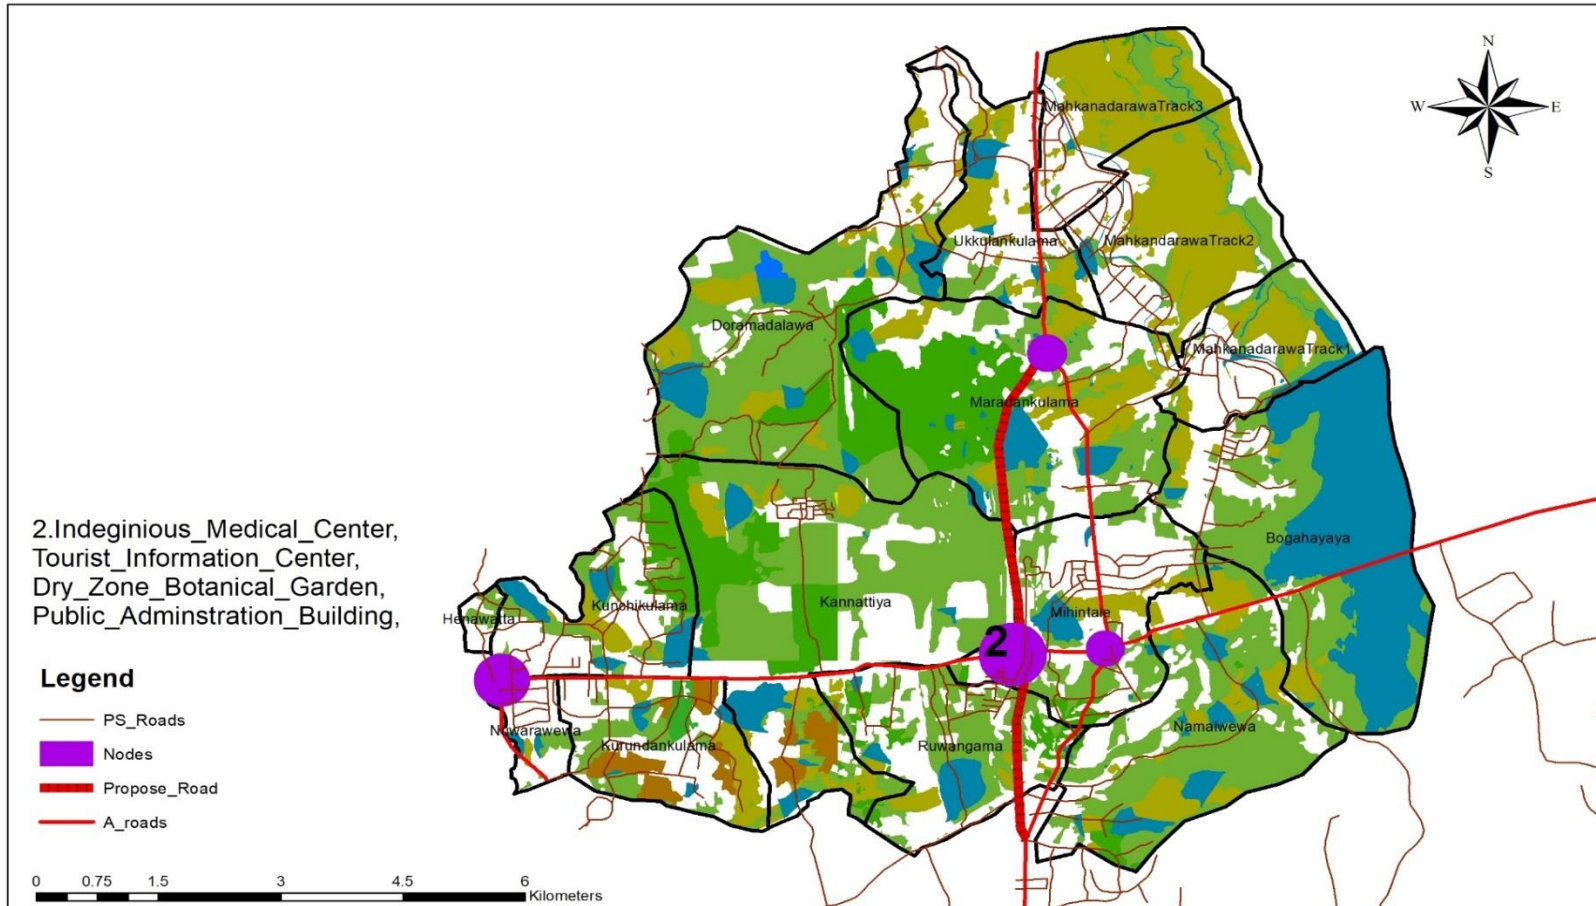 N
W
E
S
MahkanadarawaTrack3
Ukkulankulama
MahkandarawaTrack2
Doramadalawa
MahkanadarawaTrack1
Maradankulama
2.Indeginious_Medical_Center,
Tourist_Information_Center,
Dry_Zone_Botanical_Garden,
Public_Adminstration_Building,
Bogahayaya
Kannattiya
Kunchikulama
Mihintale
Henawatta
2
Legend
PS_Roads
Nodes
Propose_Road
A_roads
Nuwarawewa
Kurundankulama
Ruwangama
Namalwewa
0 0.75 1.5 3 4.5 6
Kilometers